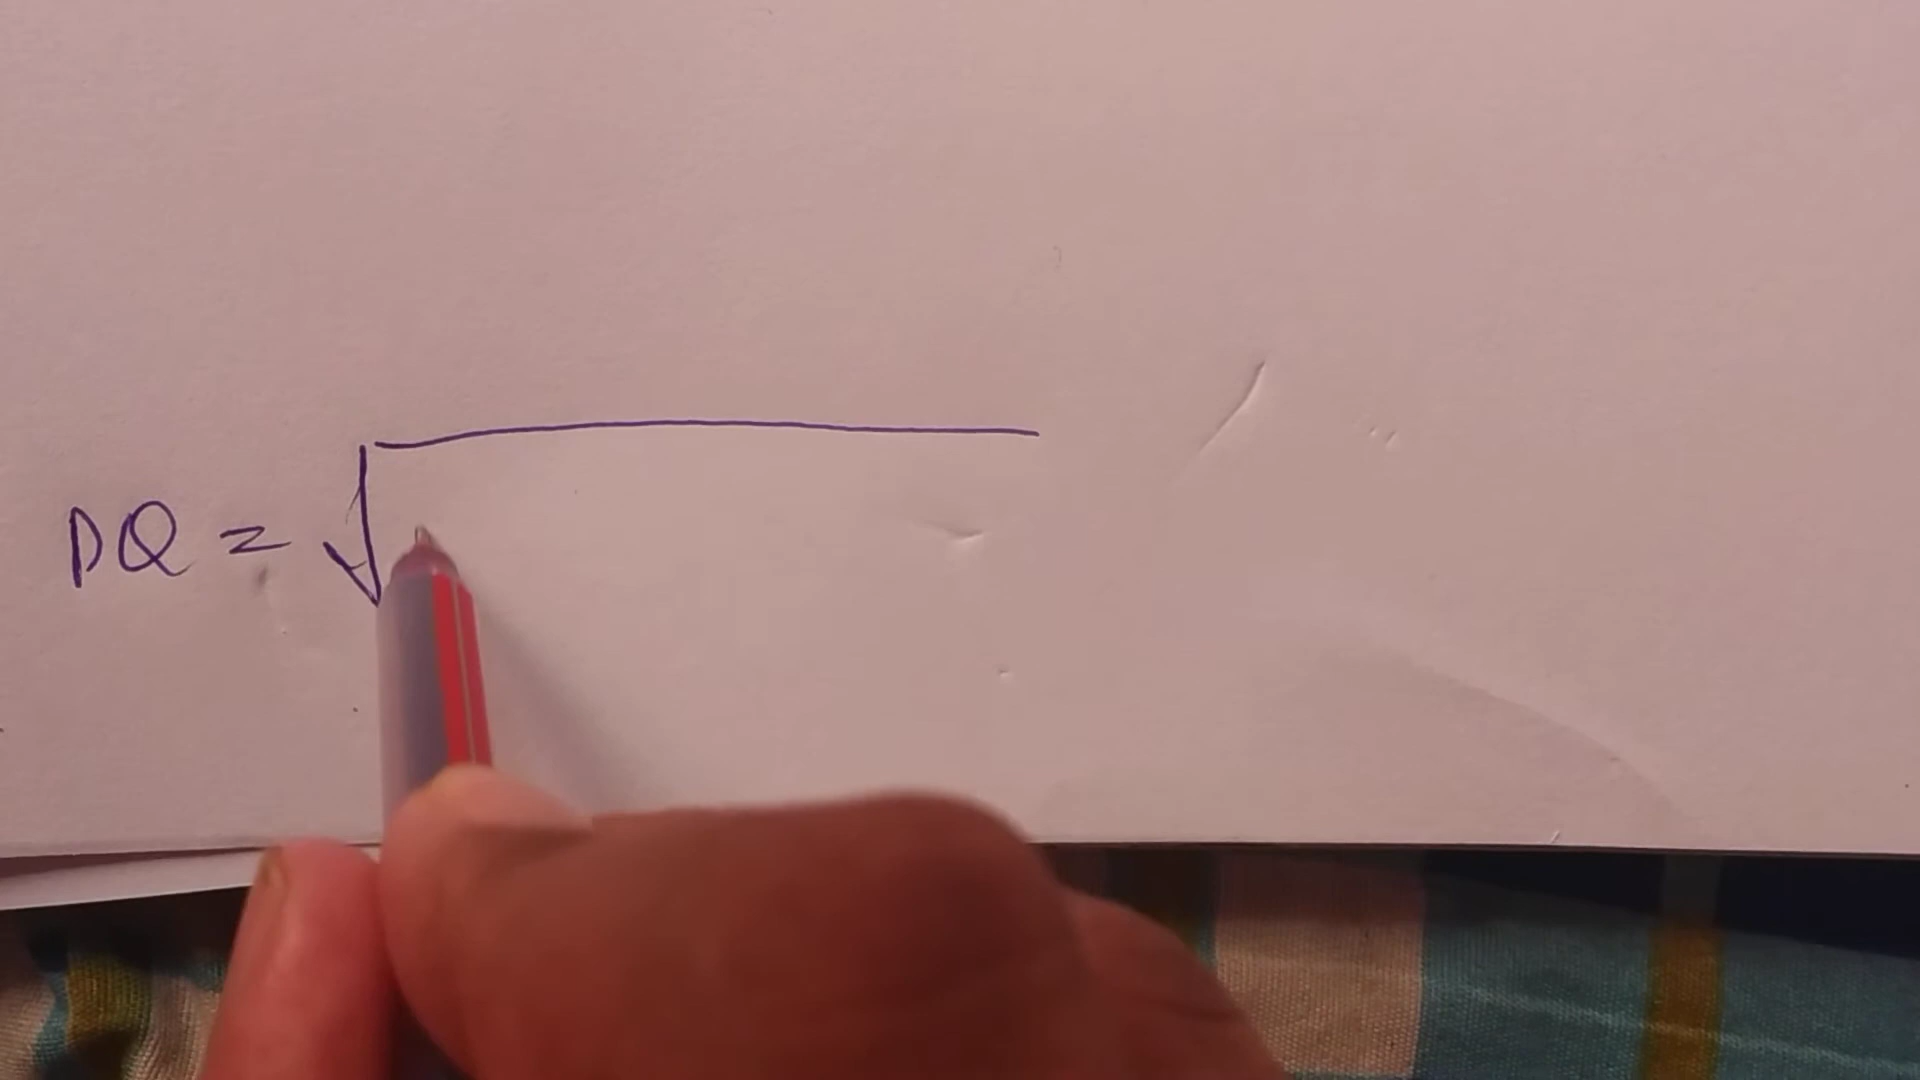 DQ = √